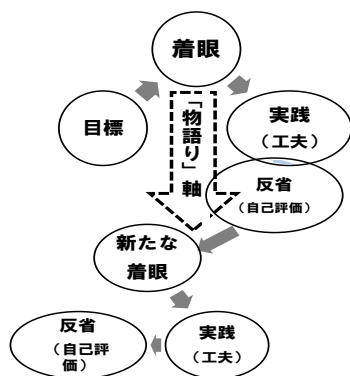 着眼
目標
「物語り」軸
実践
（工夫）
反省
（自己評価）
新たな
着眼
反省
（自己評
価）
実践
（工夫）